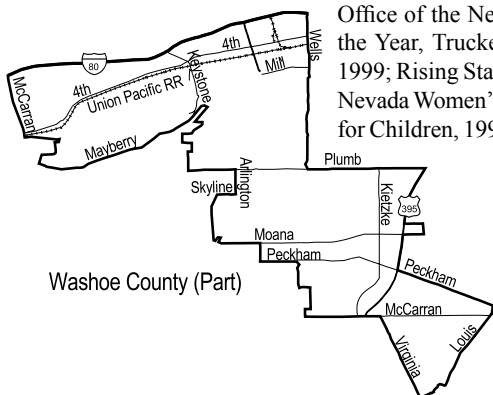 Office of the Ne
the Year, Trucke
1999; Rising Sta
Nevada Women’
for Children, 199
4th
80
Keystone
Mill
Wells
McCarran
4th
Union Pacific RR
Mayberry
Plumb
Arlington
Skyline
Kietzke
395
Moana
Peckham
Peckham
Washoe County (Part)
McCarran
Virginia
Louis